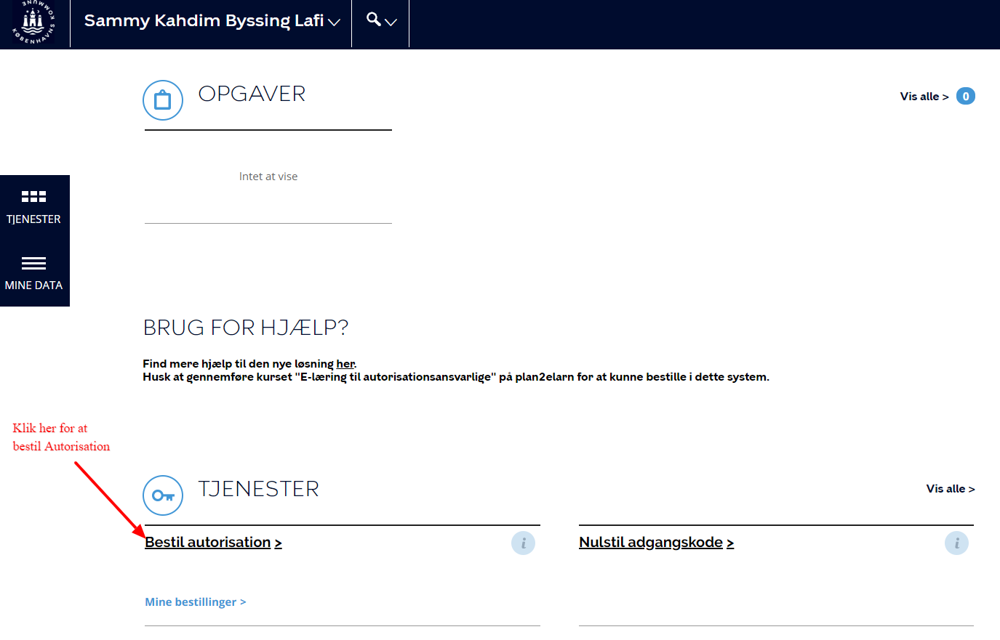 KØBENHAVNS KOMMUNE
Sammy Kahdim Byssing Lafi
OPGAVER
Vis alle >
0
Intet at vise
TJENESTER
MINE DATA
BRUG FOR HJÆLP?
Find mere hjælp til den nye løsning her.
Husk at gennemføre kurset "E-læring til autorisationsansvarlige" på plan2elarn for at kunne bestille i dette system.
Klik her for at
bestil Autorisation
TJENESTER
Vis alle >
Bestil autorisation >
i
Nulstil adgangskode >
i
Mine bestillinger >